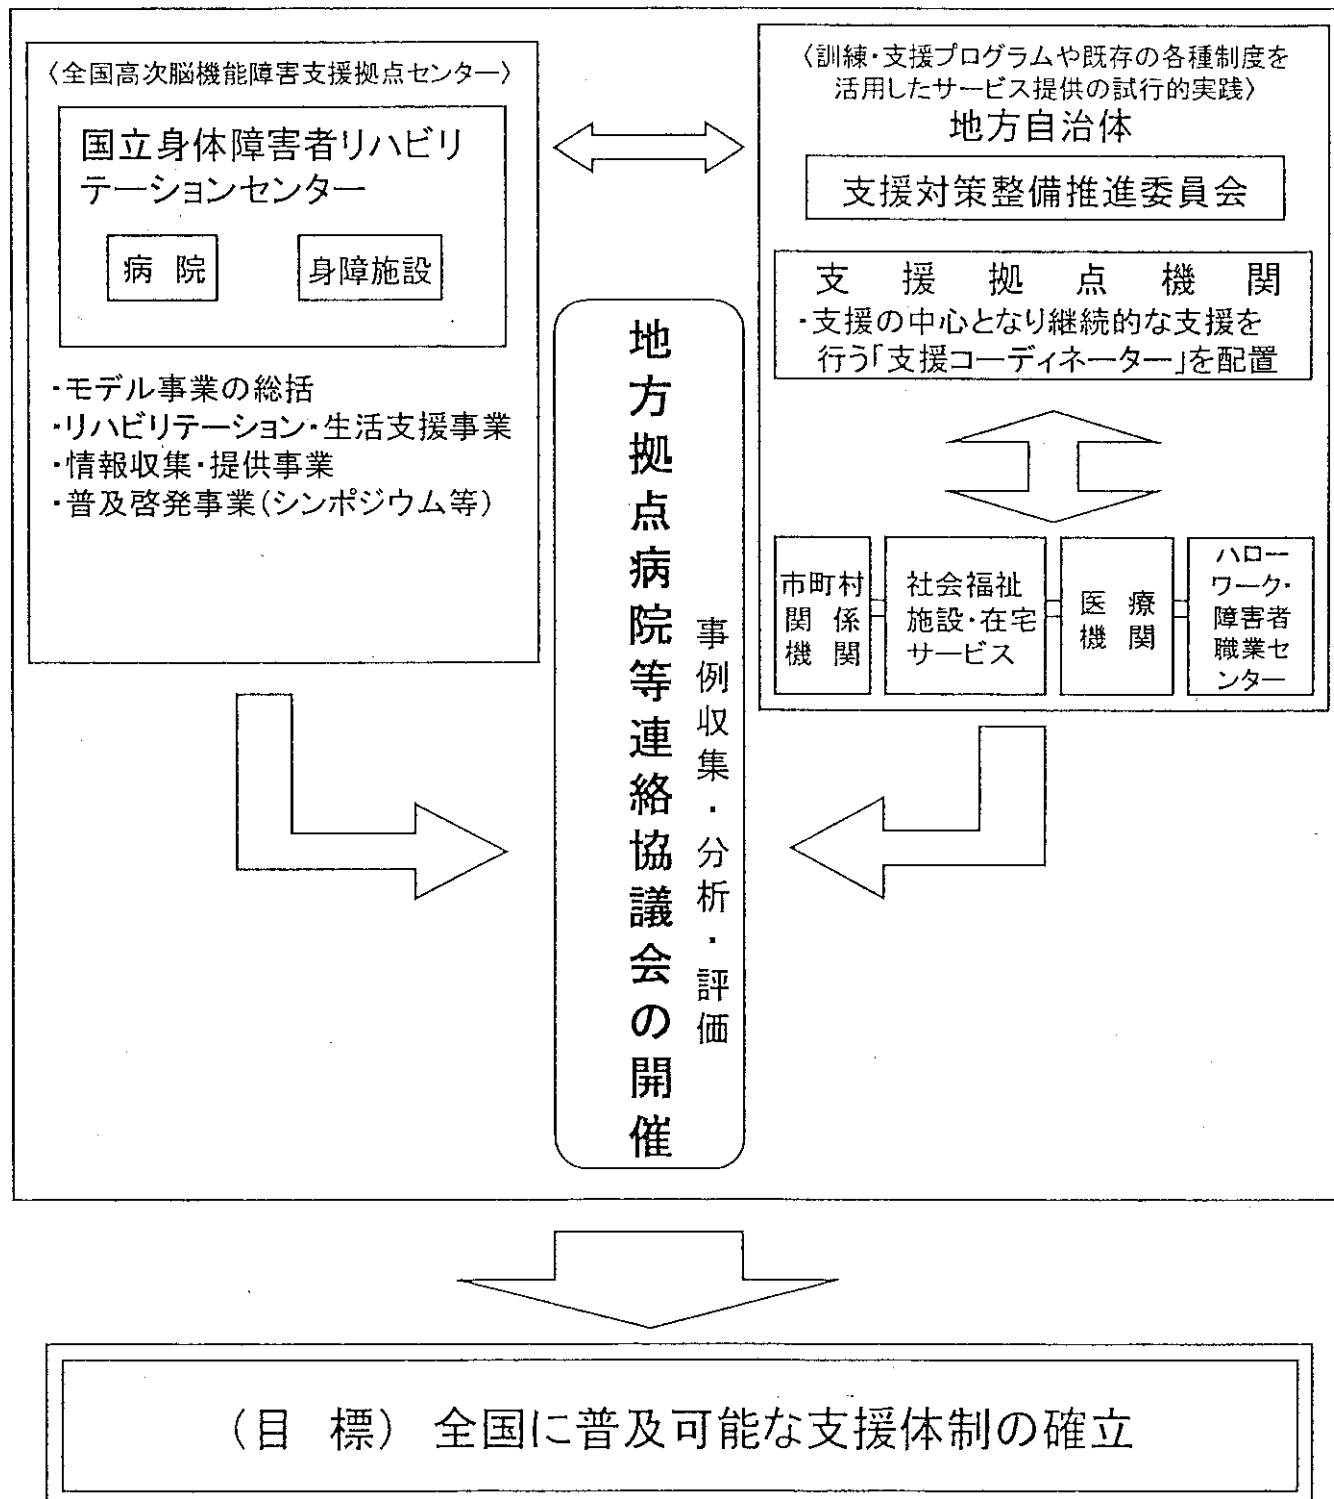 〈全国高次脳機能障害支援拠点センター〉
国立身体障害者リハビリ
テーションセンター
病 院
身障施設
・モデル事業の総括
・リハビリテーション・生活支援事業
・情報収集・提供事業
・普及啓発事業(シンポジウム等)
〈訓練・支援プログラムや既存の各種制度を
活用したサービス提供の試行的実践〉
地方自治体
支援対策整備推進委員会
支 援 拠 点 機 関
・支援の中心となり継続的な支援を
行う「支援コーディネーター」を配置
市町村
関 係
機 関
社会福祉
施設・在宅
サービス
医 療
機 関
ハロー
ワーク・
障害者
職業セ
ンター
地方拠点病院等連絡協議会の開催
事例収集・分析・評価
(目 標) 全国に普及可能な支援体制の確立